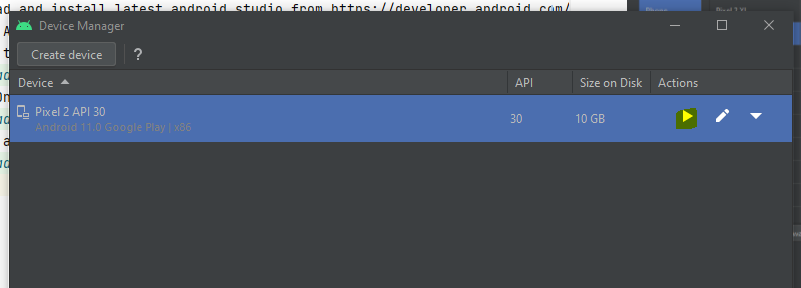 ad and install latest android studio from https://developer.android.com/
Device Manager
Create device ?
Device API Size on Disk Actions
Pixel 2 API 30 30 10 GB
Android 11.0 Google Play | x86